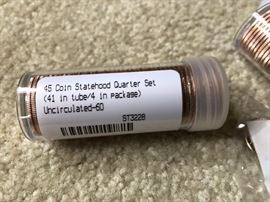 45 Coin Statehood Quarter Set
(41 in tube/4 in package)
Uncirculated-60
ST3228